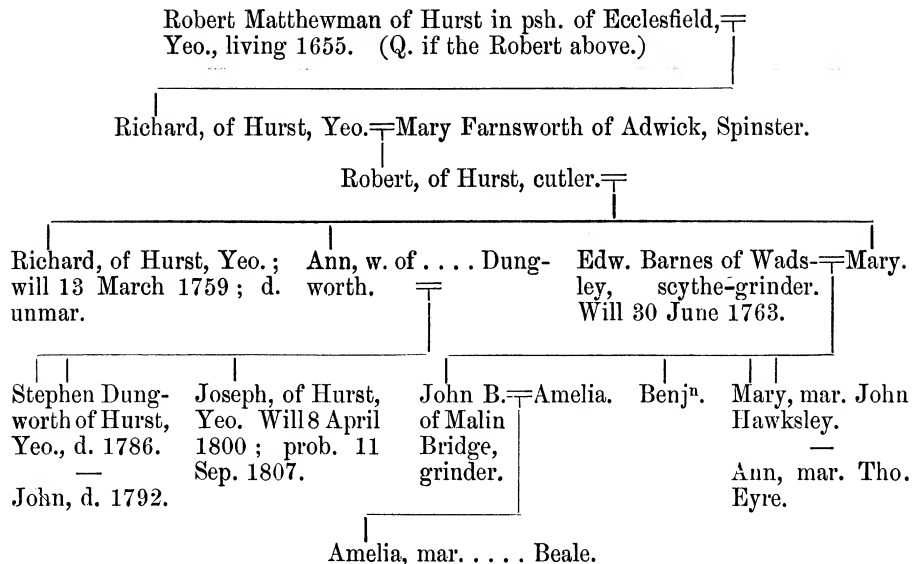 Robert Matthewman of Hurst in psh. of Ecclesfield,
Yeo., living 1655. (Q. if the Robert above.)
Richard, of Hurst, Yeo. Mary Farnsworth of Adwick, Spinster.
Robert, of Hurst, cutler.
Richard, of Hurst, Yeo.;
will 13 March 1759; d.
unmar.
Ann, w. of .... Dung-
worth.
Edw. Barnes of Wads-
ley, scythe-grinder.
Will 30 June 1763.
Mary.
Stephen Dung-
worth of Hurst,
Yeo., d. 1786.
—
John, d. 1792.
Joseph, of Hurst,
Yeo. Will 8 April
1800; prob. 11
Sep. 1807.
John B.
of Malin
Bridge,
grinder.
Amelia.
Benjⁿ.
Mary, mar. John
Hawksley.
—
Ann, mar. Tho.
Eyre.
Amelia, mar. .... Beale.